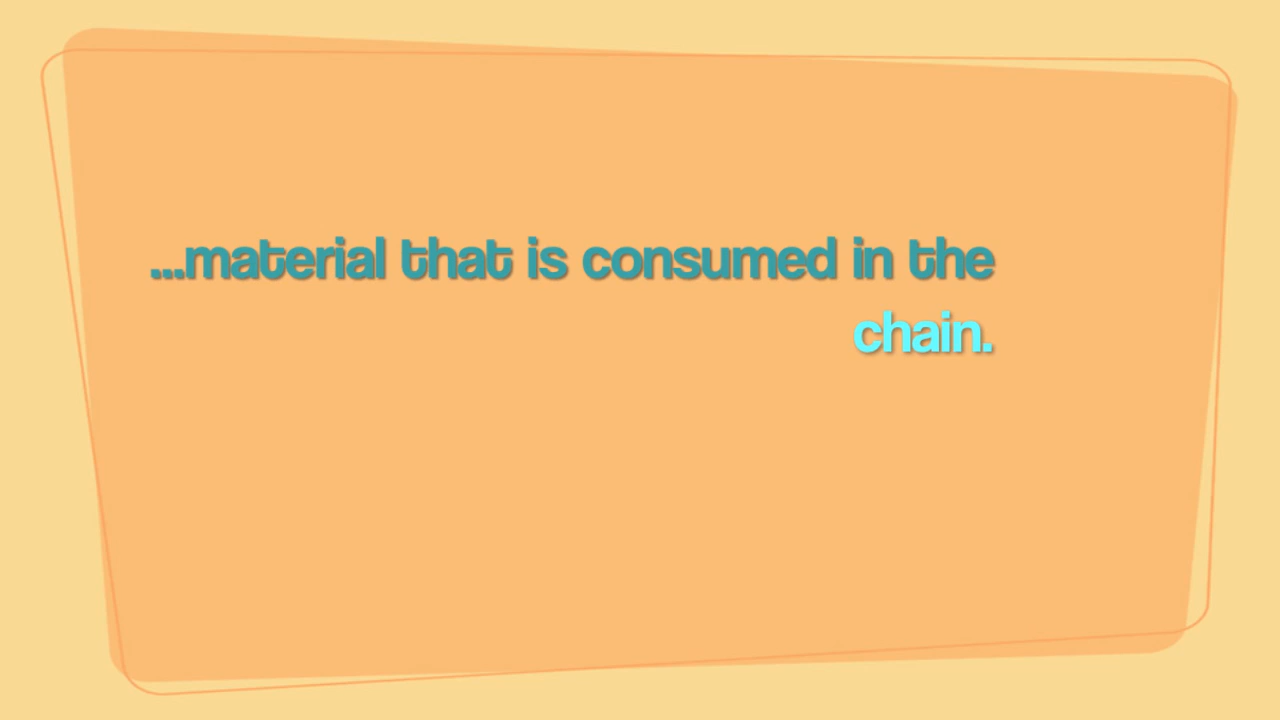 ...material that is consumed in the
chain.